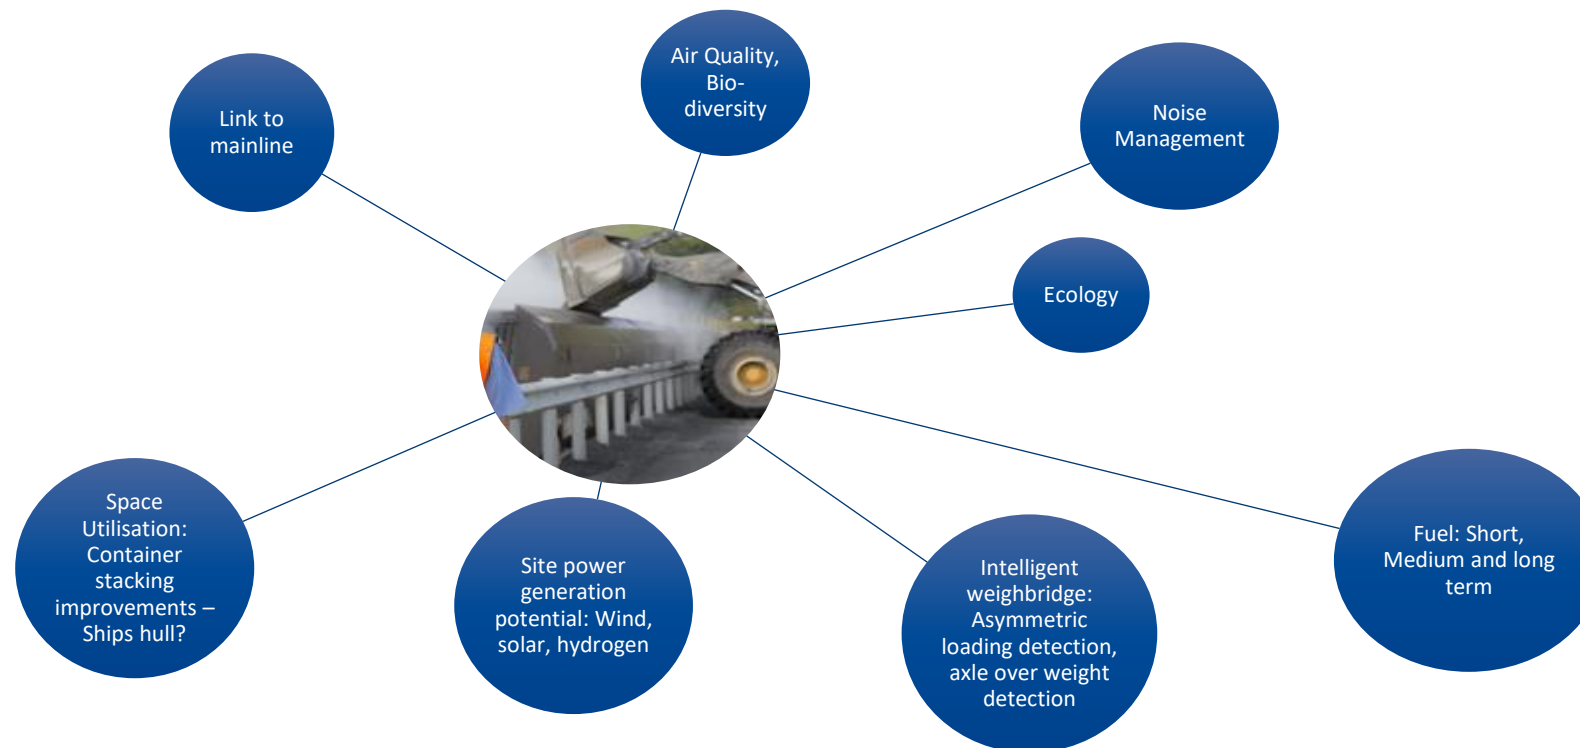 Link to
mainline
Air Quality,
Bio-
diversity
Noise
Management
Ecology
Space
Utilisation:
Container
stacking
improvements –
Ships hull?
Site power
generation
potential: Wind,
solar, hydrogen
Intelligent
weighbridge:
Asymmetric
loading detection,
axle over weight
detection
Fuel: Short,
Medium and long
term